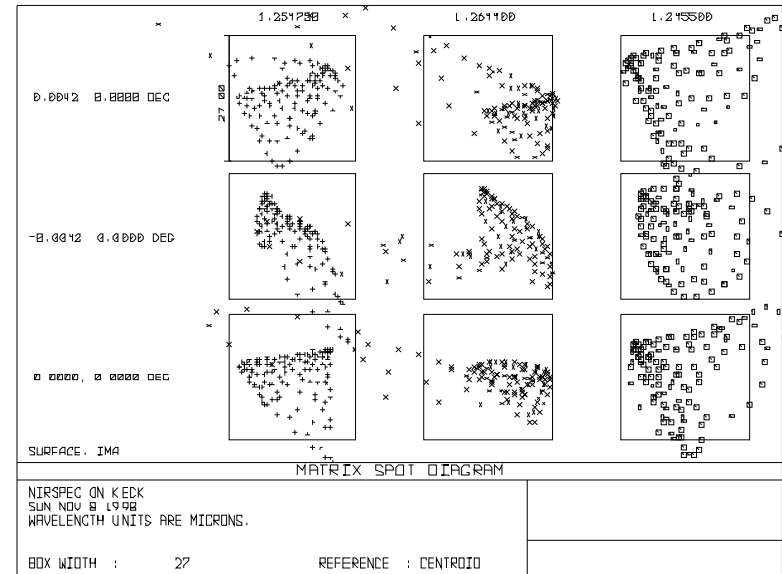 1.254750 1.264400 1.245500
0.0042 0.0000 DEG
27.00
-0.0042 0.0000 DEG
0.0000, 0.0000 DEG
SURFACE. IMA
MATRIX SPOT DIAGRAM
NIRSPEC ON KECK
SUN NOV 8 1998
WAVELENGTH UNITS ARE MICRONS.
BOX WIDTH : 27 REFERENCE : CENTROID